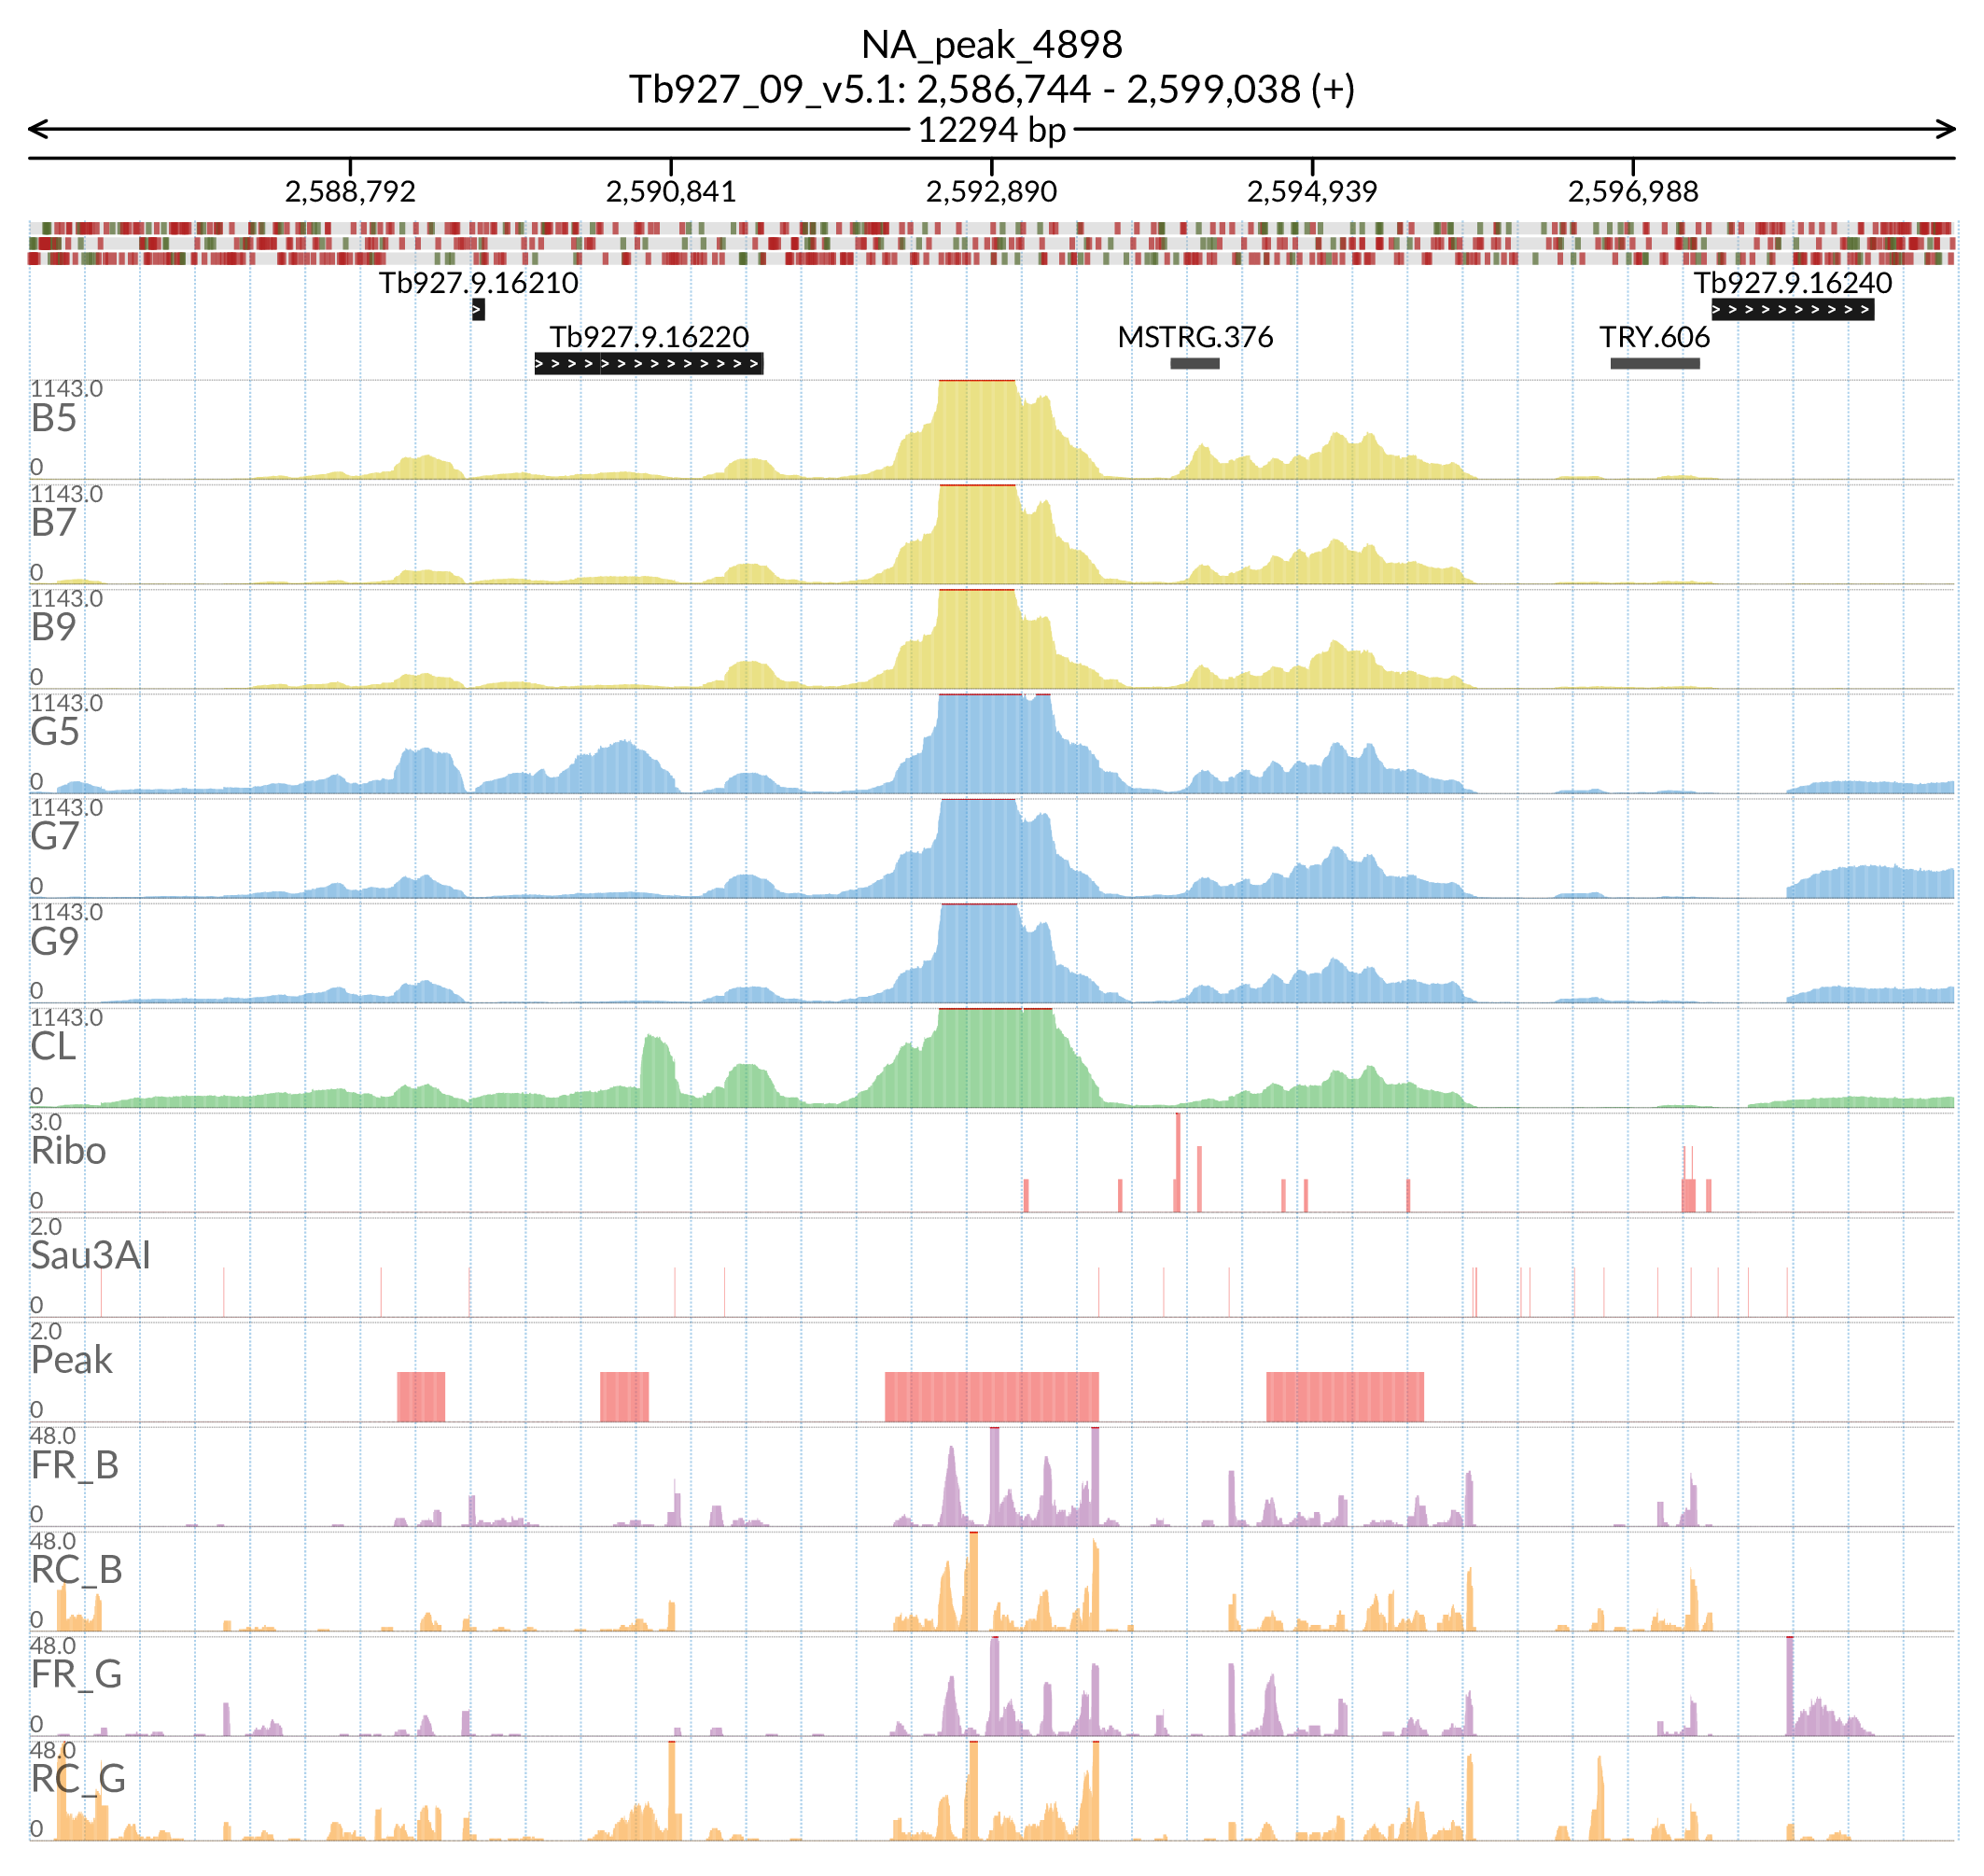 NA_peak_4898
Tb927_09_v5.1: 2,586,744 - 2,599,038 (+)
12294 bp
2,588,792 2,590,841 2,592,890 2,594,939 2,596,988
Tb927.9.16210 Tb927.9.16240
Tb927.9.16220 MSTRG.376 TRY.606
1143.0
B5
0
1143.0
B7
0
1143.0
B9
0
1143.0
G5
0
1143.0
G7
0
1143.0
G9
0
1143.0
CL
0
3.0
Ribo
0
2.0
Sau3AI
0
2.0
Peak
0
48.0
FR_B
0
48.0
RC_B
0
48.0
FR_G
0
48.0
RC_G
0